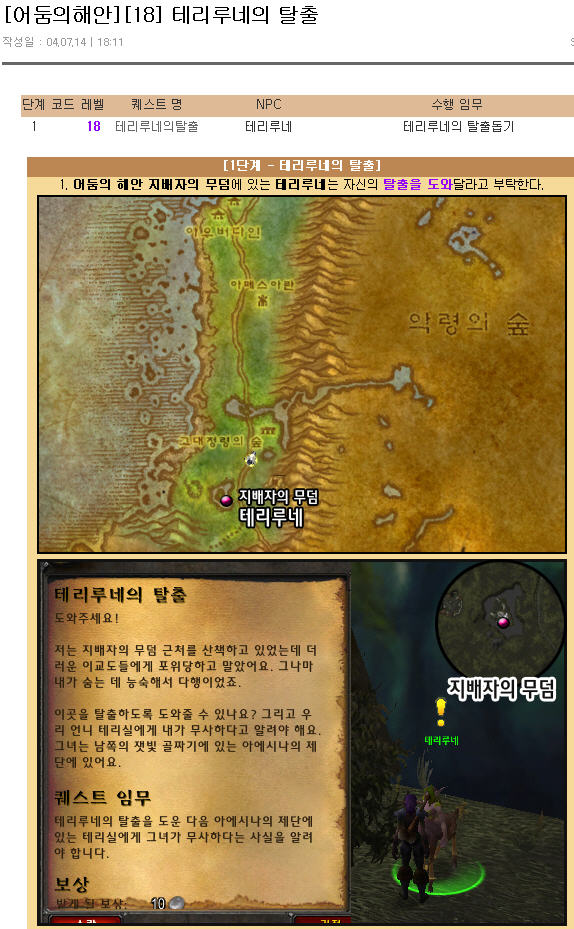 [어둠의해안][18] 테리루네의 탈출
작성일 : 04.07.14 | 18:11
단계 코드 레벨 퀘스트 명 NPC 수행 임무
1 18 테리루네의탈출 테리루네 테리루네의 탈출돕기
[1단계 - 테리루네의 탈출]
1. 어둠의 해안 지배자의 무덤에 있는 테리루네는 자신의 탈출을 도와달라고 부탁한다.
아우버다인
아메스아란
악령의 숲
고대정령의 숲
지배자의 무덤
테리루네
테리루네의 탈출
도와주세요!
저는 지배자의 무덤 근처를 산책하고 있었는데 더
러운 이교도들에게 포위당하고 말았어요. 그나마
내가 숨는 데 능숙해서 다행이었죠.
이곳을 탈출하도록 도와줄 수 있나요? 그리고 우
리 언니 테리실에게 내가 무사하다고 알려야 해요.
그녀는 남쪽의 잿빛 골짜기에 있는 아에시나의 제
단에 있어요.
퀘스트 임무
테리루네의 탈출을 도운 다음 아에시나의 제단에
있는 테리실에게 그녀가 무사하다는 사실을 알려
야 합니다.
보상
받게 될 보상: 10
지배자의 무덤
테리루네